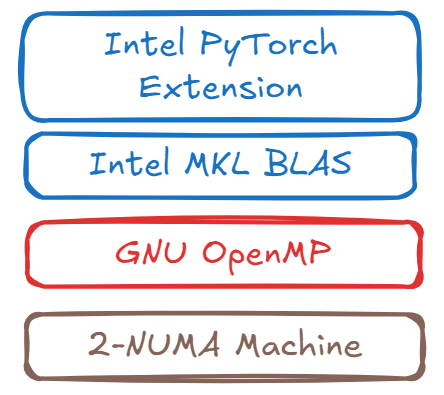 Intel PyTorch
Extension
Intel MKL BLAS
GNU OpenMP
2-NUMA Machine